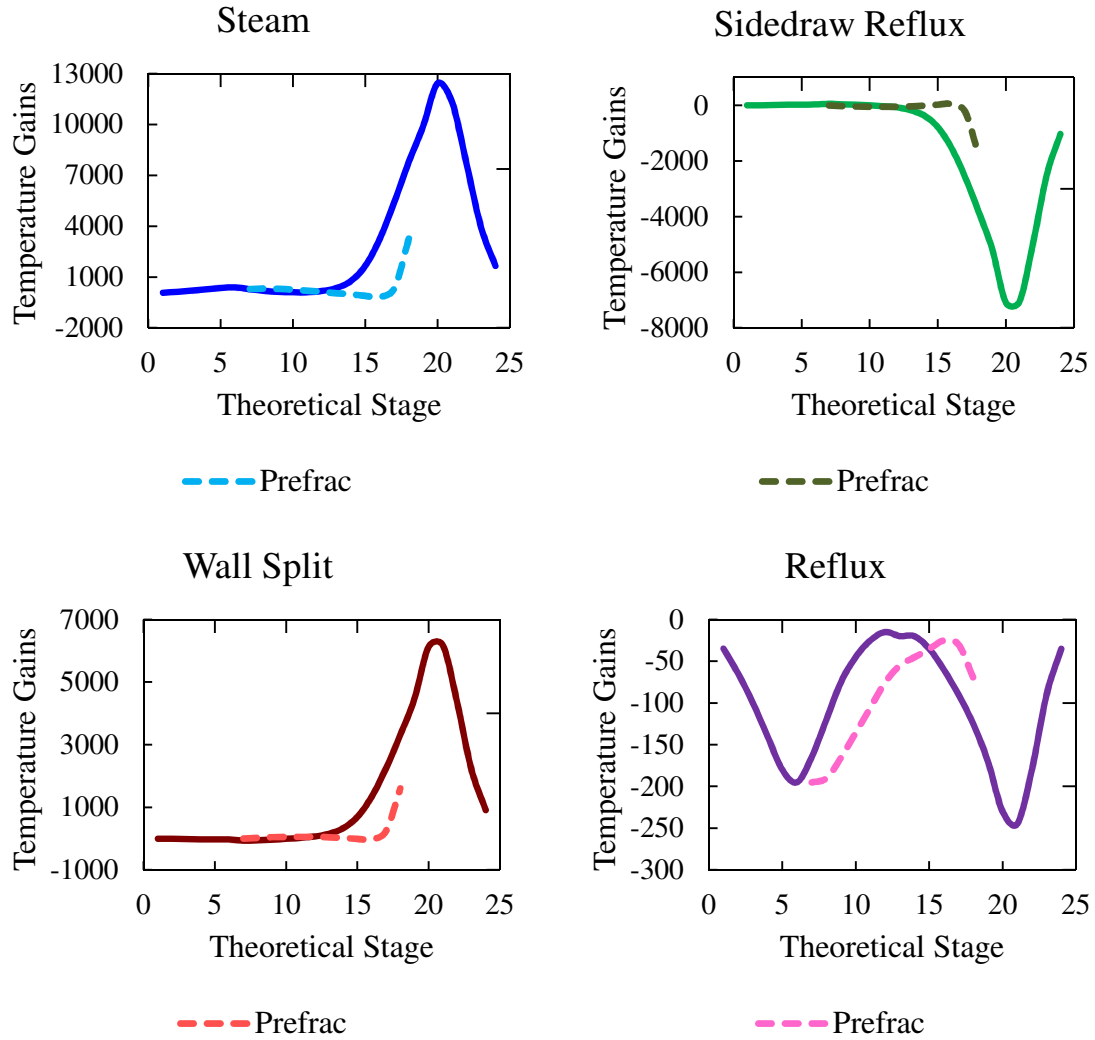 Steam
Temperature Gains
13000
10000
7000
4000
1000
-2000
0 5 10 15 20 25
Theoretical Stage
Prefrac
Sidedraw Reflux
Temperature Gains
0
-2000
-4000
-6000
-8000
0 5 10 15 20 25
Theoretical Stage
Prefrac
Wall Split
Temperature Gains
7000
5000
3000
1000
-1000
0 5 10 15 20 25
Theoretical Stage
Prefrac
Reflux
Temperature Gains
0
-50
-100
-150
-200
-250
-300
0 5 10 15 20 25
Theoretical Stage
Prefrac